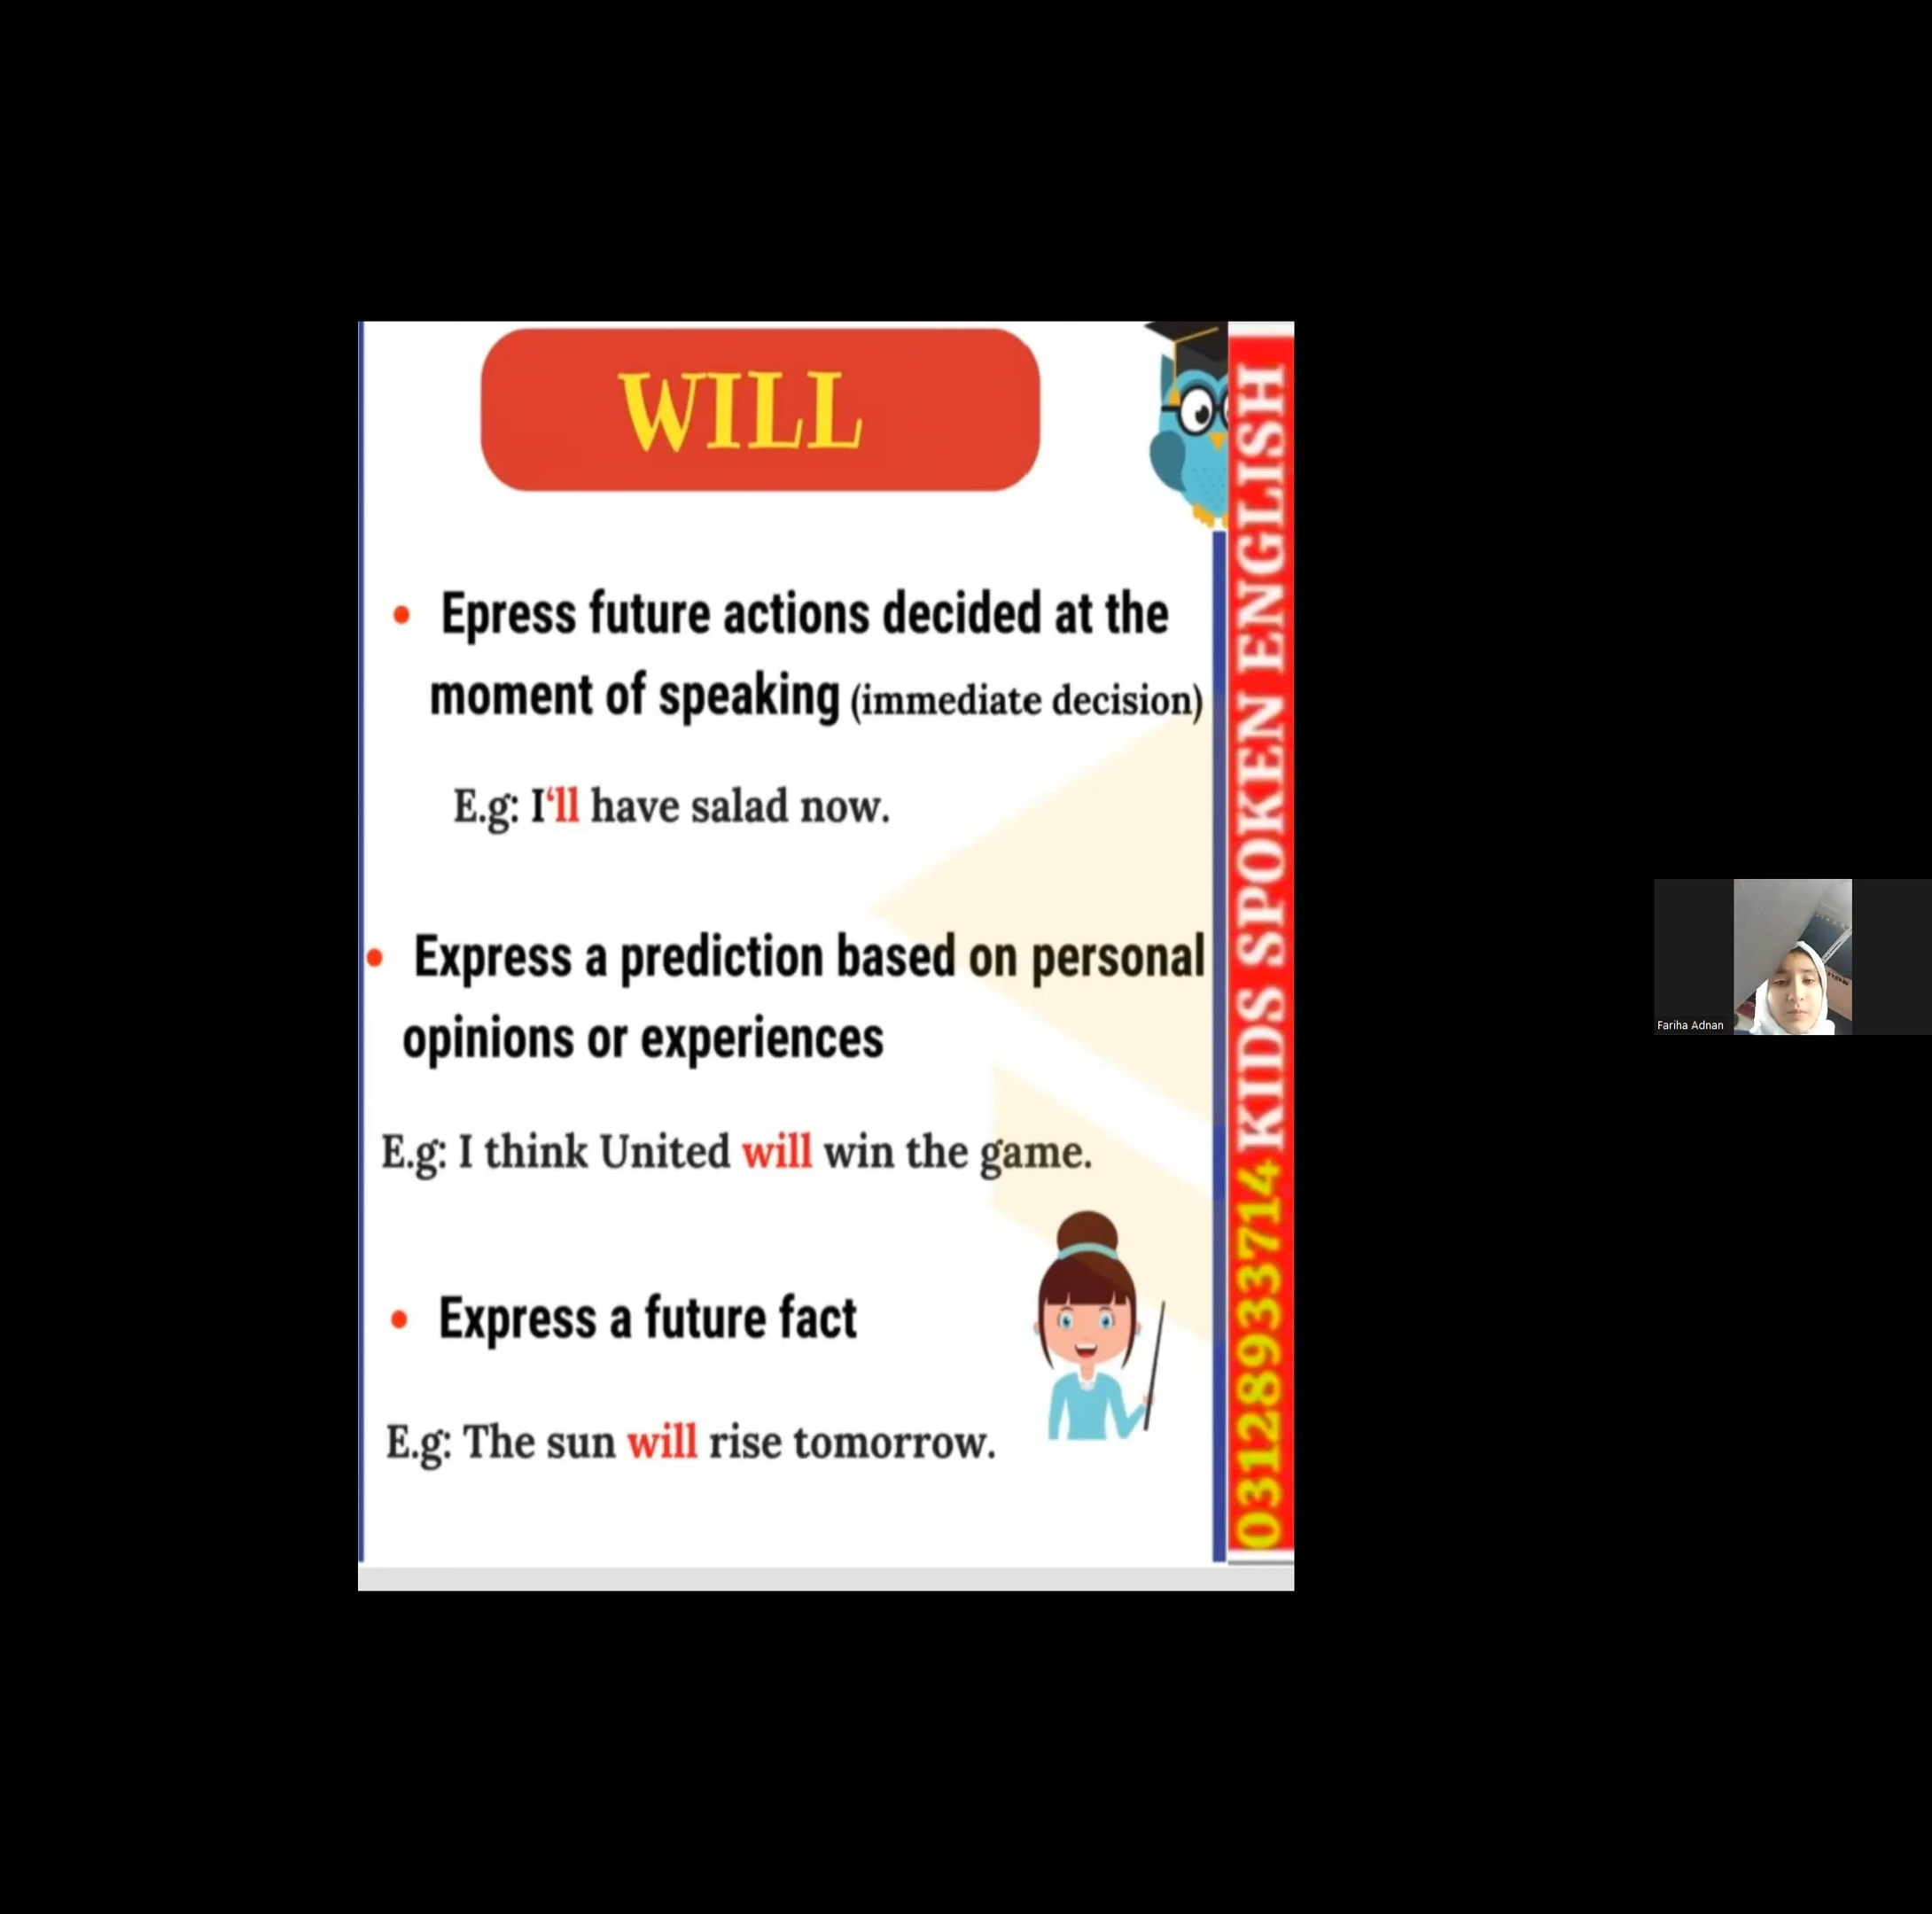 WILL
• Epress future actions decided at the
moment of speaking (immediate decision)
E.g: I‘ll have salad now.
• Express a prediction based on personal
opinions or experiences
E.g: I think United will win the game.
• Express a future fact
E.g: The sun will rise tomorrow.
03128933714 KIDS SPOKEN ENGLISH
Fariha Adnan